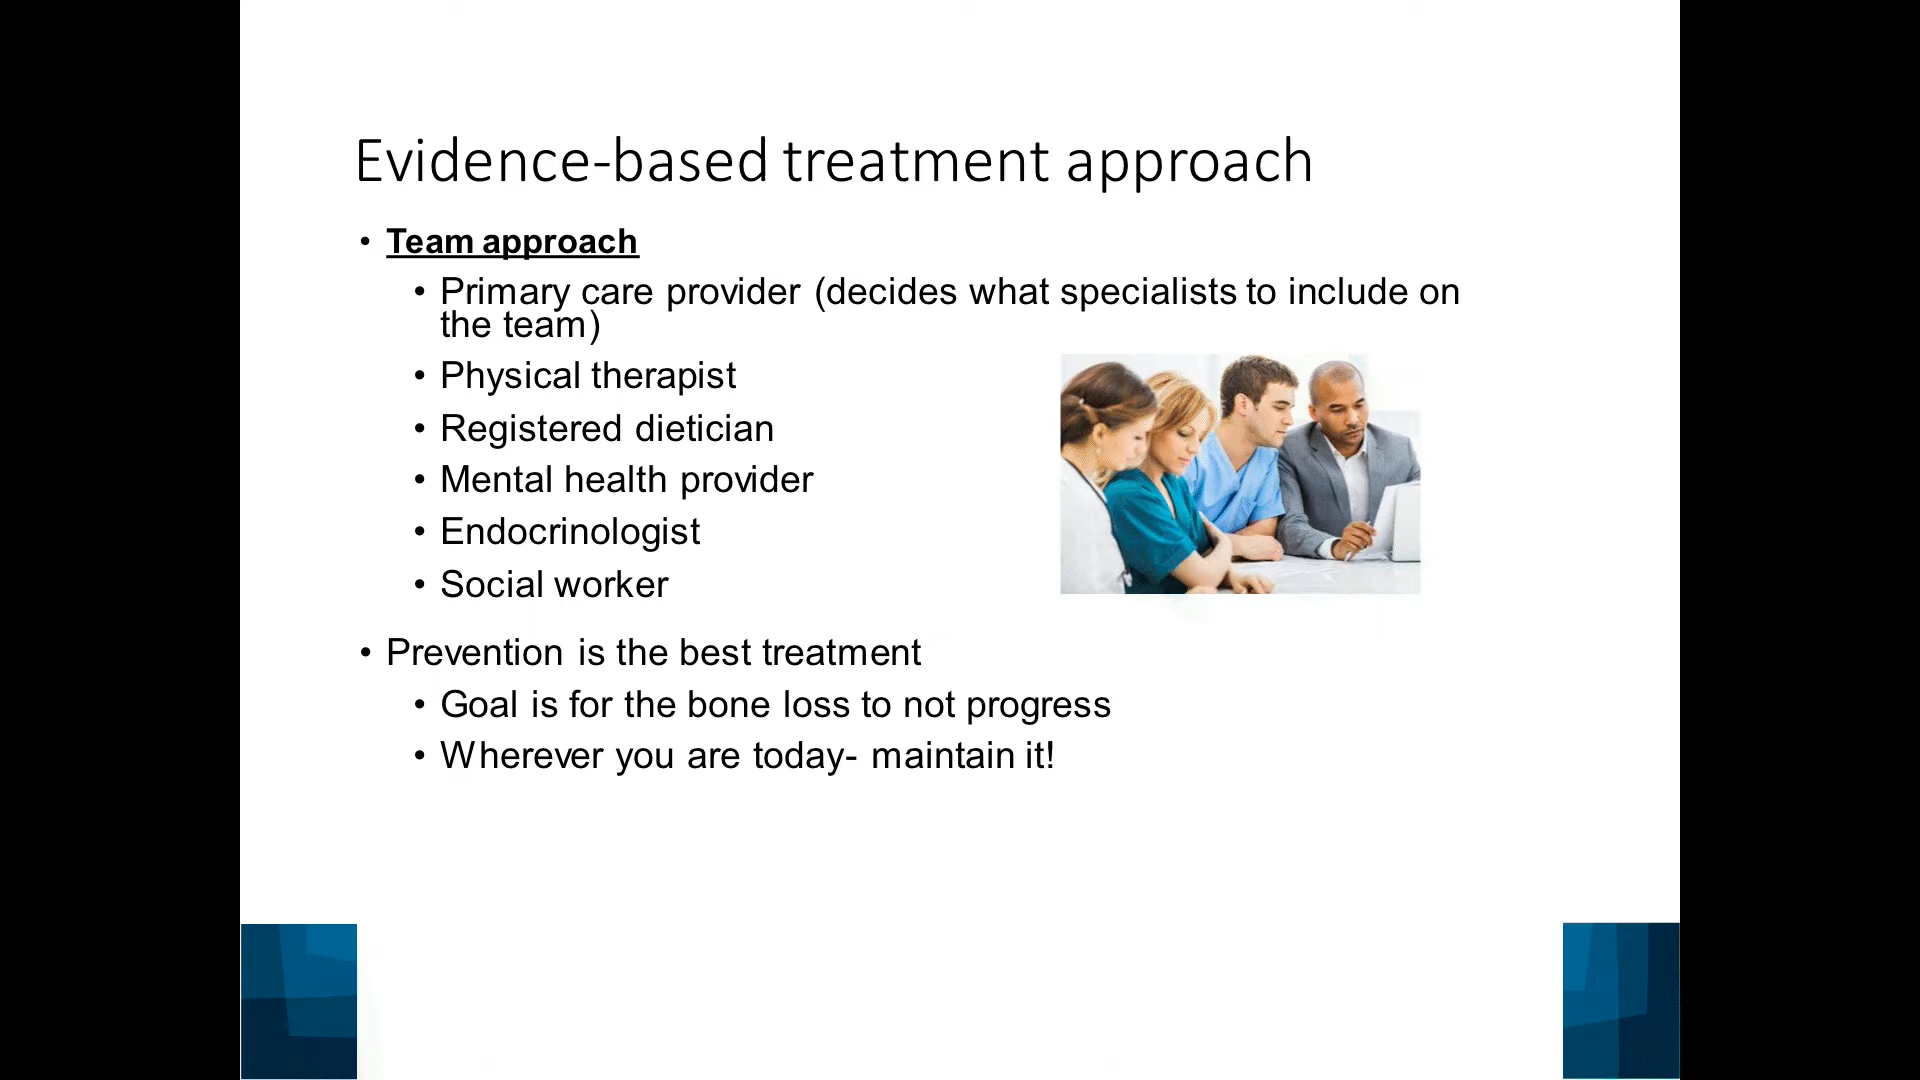 Evidence-based treatment approach
• Team approach
• Primary care provider (decides what specialists to include on
the team)
• Physical therapist
• Registered dietician
• Mental health provider
• Endocrinologist
• Social worker
• Prevention is the best treatment
• Goal is for the bone loss to not progress
• Wherever you are today- maintain it!